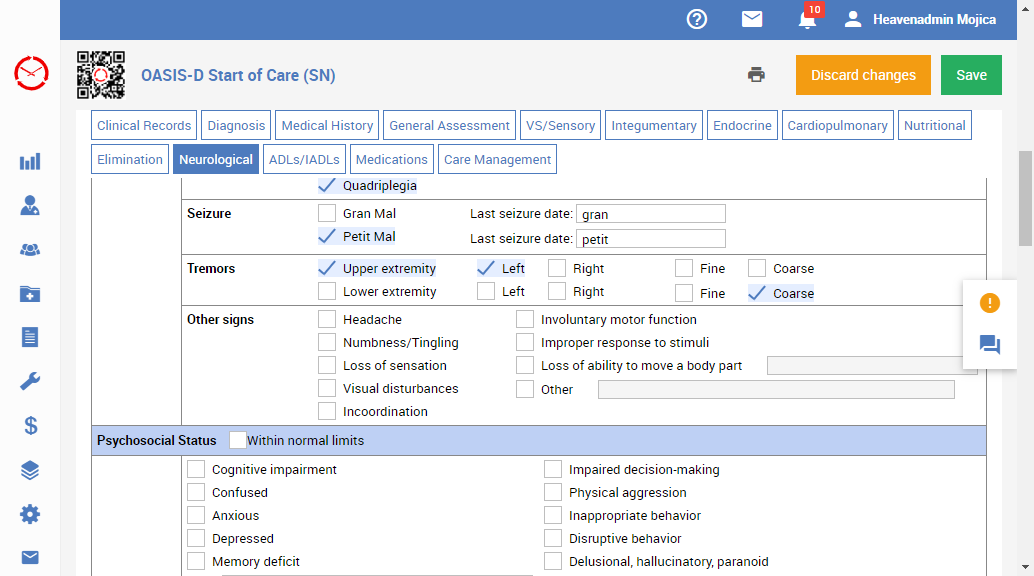 10
Heavenadmin Mojica
OASIS-D Start of Care (SN)
Discard changes
Save
Clinical Records
Diagnosis
Medical History
General Assessment
VS/Sensory
Integumentary
Endocrine
Cardiopulmonary
Nutritional
Elimination
Neurological
ADLs/IADLs
Medications
Care Management
Quadriplegia
Seizure
Gran Mal
Last seizure date: gran
Petit Mal
Last seizure date: petit
Tremors
Upper extremity Left Right Fine Coarse
Lower extremity Left Right Fine Coarse
Other signs
Headache
Involuntary motor function
Numbness/Tingling
Improper response to stimuli
Loss of sensation
Loss of ability to move a body part
Visual disturbances
Other
Incoordination
Psychosocial Status
Within normal limits
Cognitive impairment
Impaired decision-making
Confused
Physical aggression
Anxious
Inappropriate behavior
Depressed
Disruptive behavior
Memory deficit
Delusional, hallucinatory, paranoid